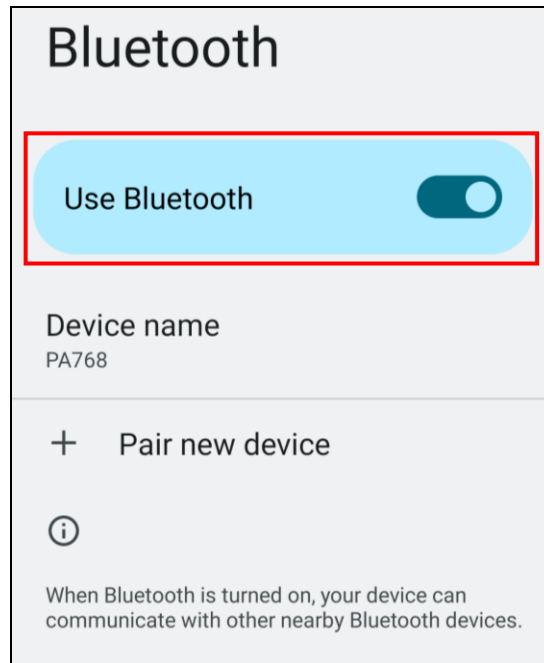 Bluetooth
Use Bluetooth
Device name
PA768
Pair new device
When Bluetooth is turned on, your device can
communicate with other nearby Bluetooth devices.